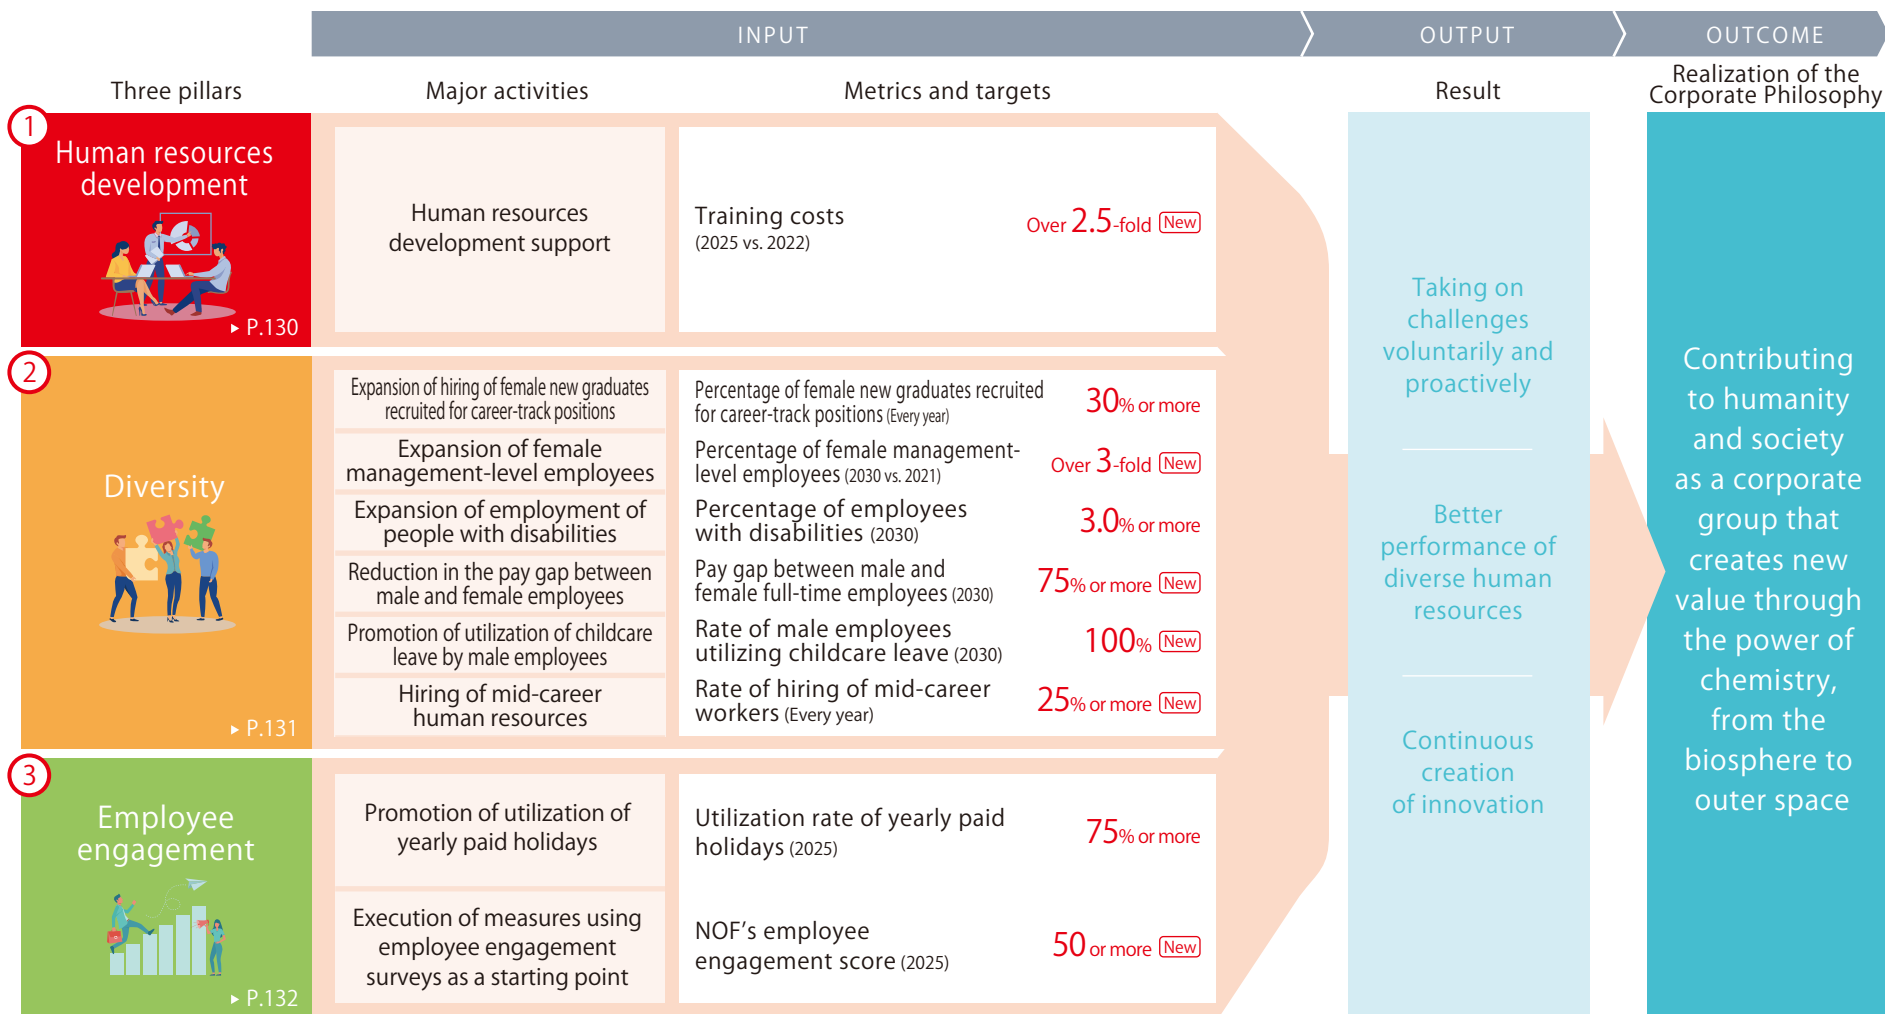 INPUT
OUTPUT
OUTCOME
Three pillars
Major activities
Metrics and targets
Result
Realization of the
Corporate Philosophy
1
Human resources
development
▶ P.130
Human resources
development support
Training costs
(2025 vs. 2022)
Over 2.5-fold New
2
Diversity
▶ P.131
Expansion of hiring of female new graduates
recruited for career-track positions
Percentage of female new graduates recruited
for career-track positions (Every year)
30% or more
Expansion of female
management-level employees
Percentage of female management-
level employees (2030 vs. 2021)
Over 3-fold New
Expansion of employment of
people with disabilities
Percentage of employees
with disabilities (2030)
3.0% or more
Reduction in the pay gap between
male and female employees
Pay gap between male and
female full-time employees (2030)
75% or more New
Promotion of utilization of childcare
leave by male employees
Rate of male employees
utilizing childcare leave (2030)
100% New
Hiring of mid-career
human resources
Rate of hiring of mid-career
workers (Every year)
25% or more New
3
Employee
engagement
▶ P.132
Promotion of utilization of
yearly paid holidays
Utilization rate of yearly paid
holidays (2025)
75% or more
Execution of measures using
employee engagement
surveys as a starting point
NOF's employee
engagement score (2025)
50 or more New
Taking on
challenges
voluntarily and
proactively
Better
performance of
diverse human
resources
Continuous
creation
of innovation
Contributing
to humanity
and society
as a corporate
group that
creates new
value through
the power of
chemistry,
from the
biosphere to
outer space